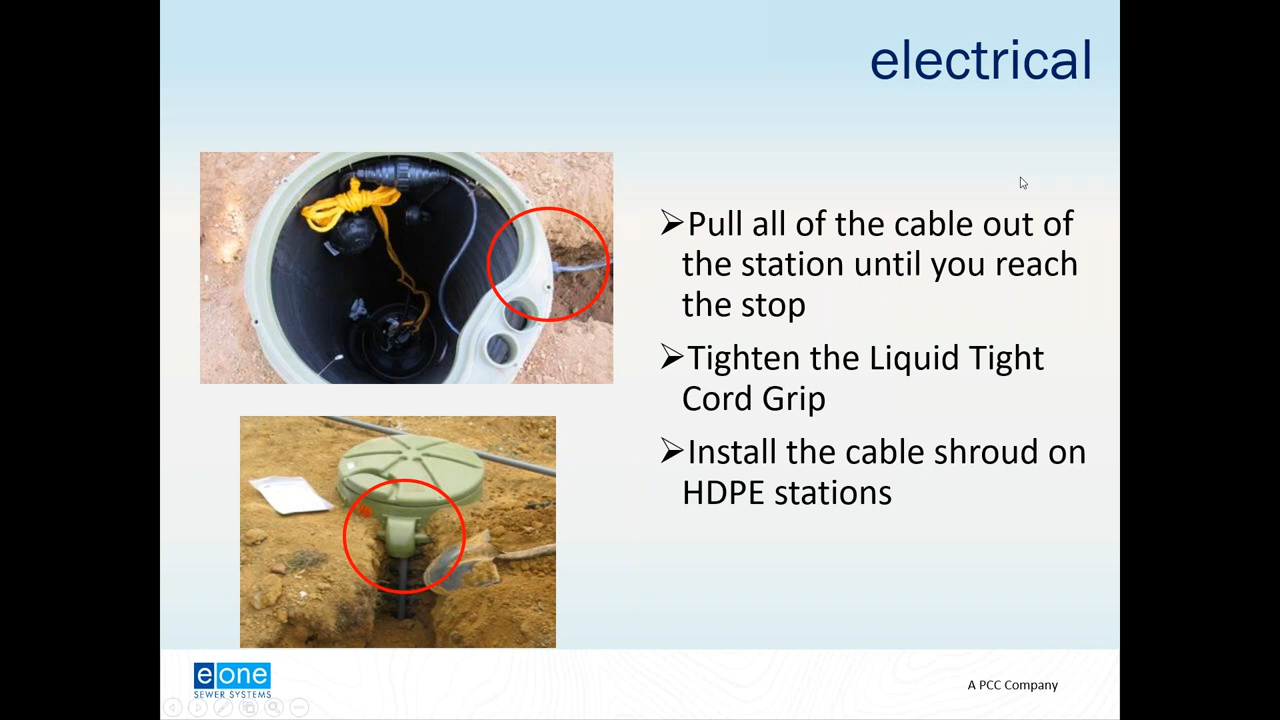 electrical
➢Pull all of the cable out of
the station until you reach
the stop
➢Tighten the Liquid Tight
Cord Grip
➢Install the cable shroud on
HDPE stations
e one
SEWER SYSTEMS
A PCC Company